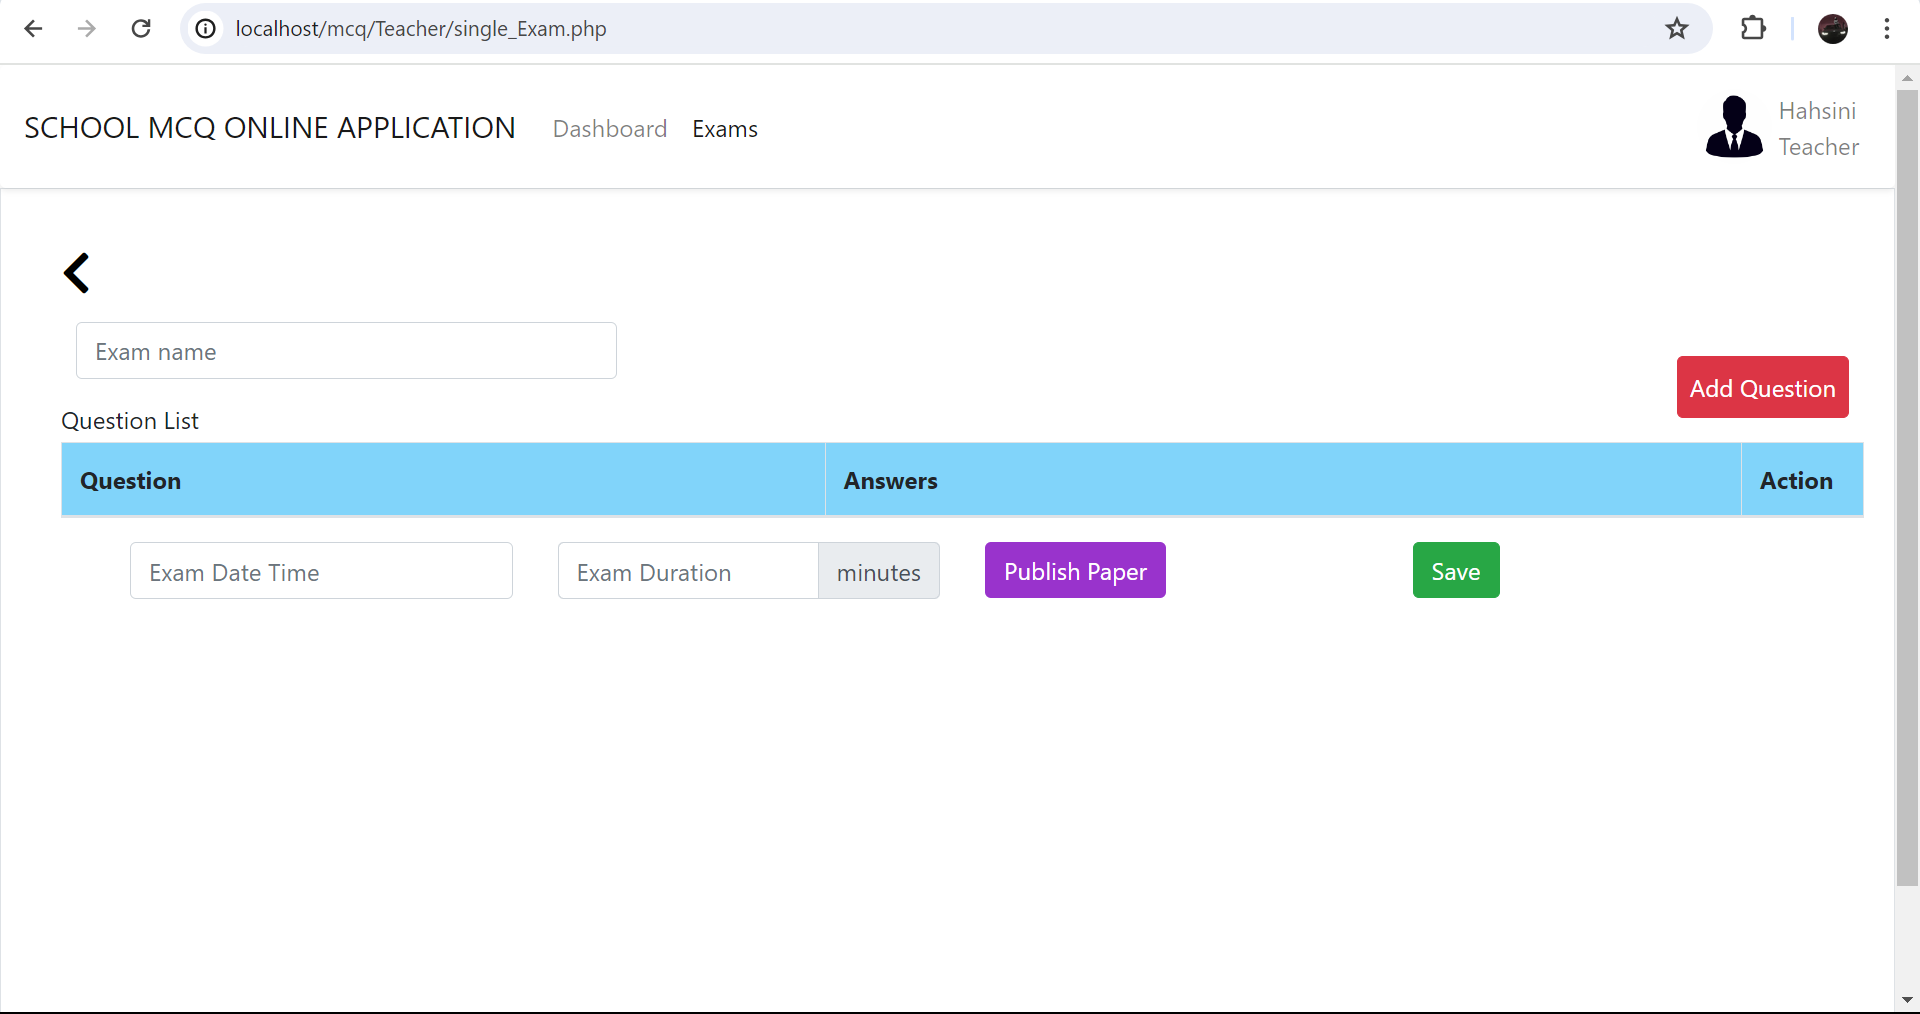 localhost/mcq/Teacher/single_Exam.php
SCHOOL MCQ ONLINE APPLICATION Dashboard Exams
Hahsini
Teacher
Exam name
Add Question
Question List
Question Answers Action
Exam Date Time Exam Duration minutes Publish Paper Save